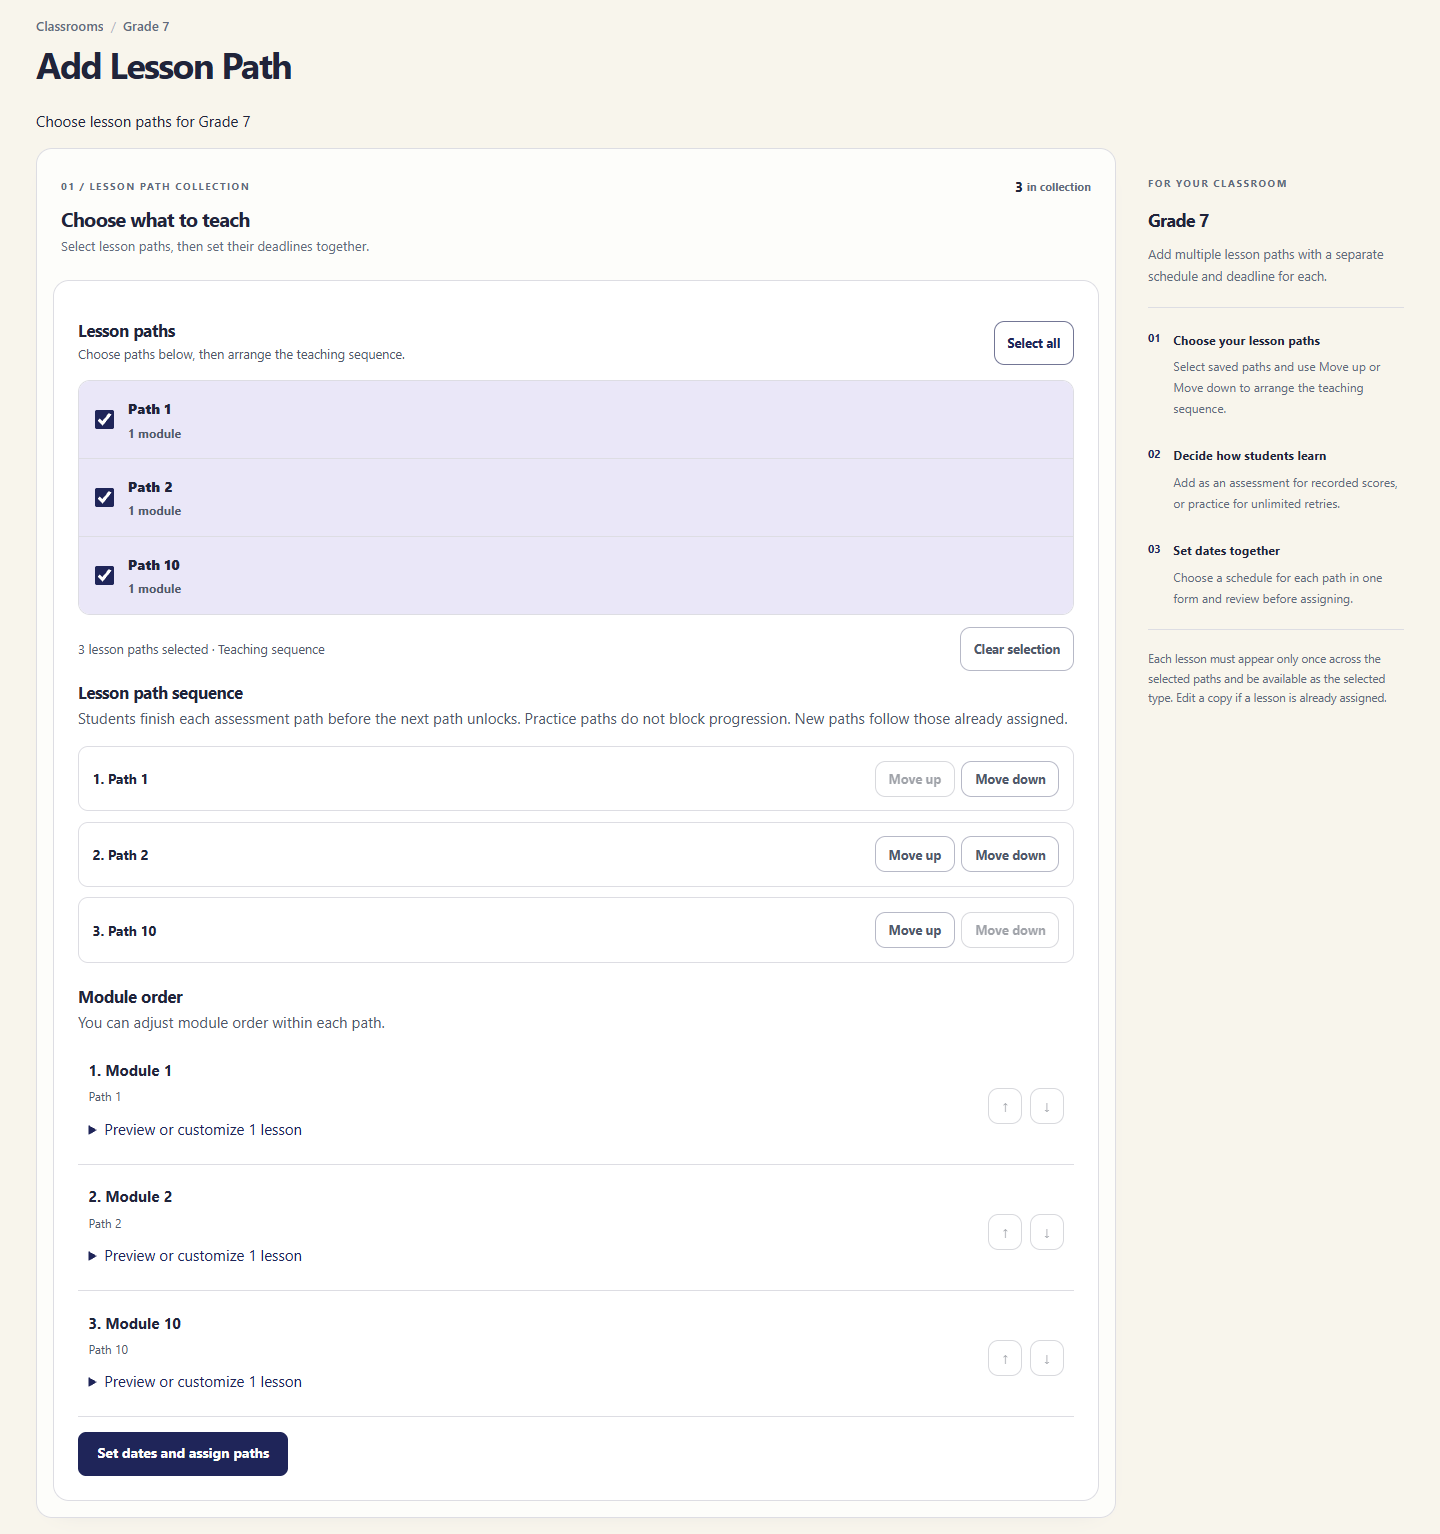 Classrooms / Grade 7
Add Lesson Path
Choose lesson paths for Grade 7
01 / LESSON PATH COLLECTION
3 in collection
Choose what to teach
Select lesson paths, then set their deadlines together.
Lesson paths
Choose paths below, then arrange the teaching sequence.
Select all
Path 1
1 module
Path 2
1 module
Path 10
1 module
3 lesson paths selected · Teaching sequence
Clear selection
Lesson path sequence
Students finish each assessment path before the next path unlocks. Practice paths do not block progression. New paths follow those already assigned.
1. Path 1
Move up
Move down
2. Path 2
Move up
Move down
3. Path 10
Move up
Move down
Module order
You can adjust module order within each path.
1. Module 1
Path 1
▶ Preview or customize 1 lesson
↑ ↓
2. Module 2
Path 2
▶ Preview or customize 1 lesson
↑ ↓
3. Module 10
Path 10
▶ Preview or customize 1 lesson
↑ ↓
Set dates and assign paths
FOR YOUR CLASSROOM
Grade 7
Add multiple lesson paths with a separate
schedule and deadline for each.
01 Choose your lesson paths
Select saved paths and use Move up or
Move down to arrange the teaching
sequence.
02 Decide how students learn
Add as an assessment for recorded scores,
or practice for unlimited retries.
03 Set dates together
Choose a schedule for each path in one
form and review before assigning.
Each lesson must appear only once across the
selected paths and be available as the selected
type. Edit a copy if a lesson is already assigned.